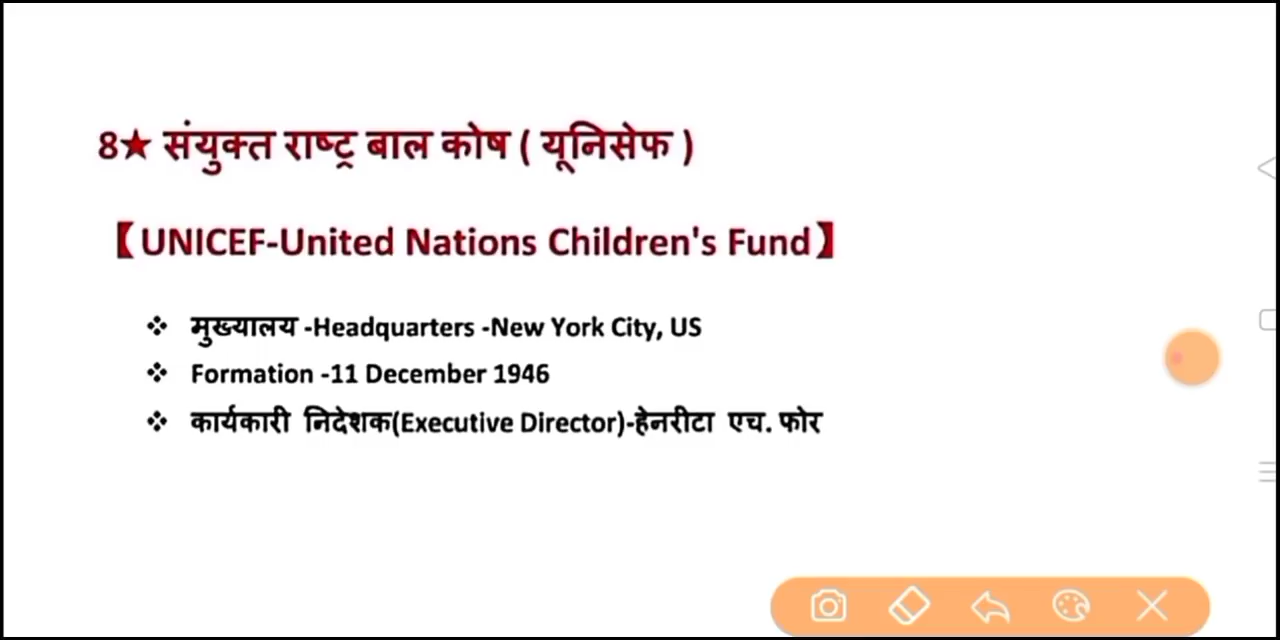 8★ संयुक्त राष्ट्र बाल कोष ( यूनिसेफ )
【UNICEF-United Nations Children's Fund】
❖ मुख्यालय -Headquarters -New York City, US
❖ Formation -11 December 1946
❖ कार्यकारी निदेशक(Executive Director)-हेनरीटा एच. फोर